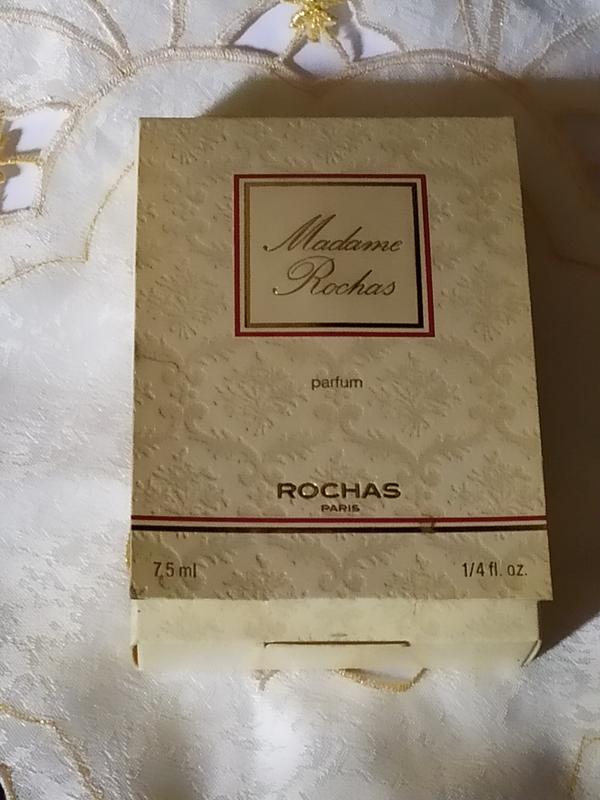 Madame
Rochas
parfum
ROCHAS
PARIS
7,5 ml 1/4 fl. oz.